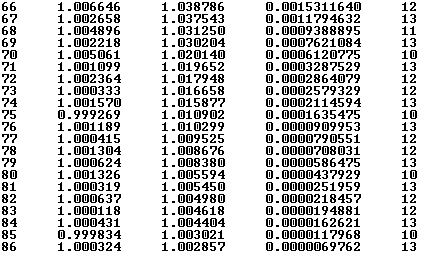 66 1.006646 1.038786 0.0015311640 12
67 1.002658 1.037543 0.0011794632 13
68 1.004896 1.031250 0.0009388895 11
69 1.002218 1.030204 0.0007621084 13
70 1.005061 1.020140 0.0006120775 10
71 1.001099 1.019652 0.0003287529 13
72 1.002364 1.017948 0.0002864079 12
73 1.000333 1.016658 0.0002579329 12
74 1.001570 1.015877 0.0002114594 13
75 0.999269 1.010902 0.0001635475 10
76 1.001189 1.010299 0.0000909953 13
77 1.000415 1.009525 0.0000790551 12
78 1.001304 1.008676 0.0000708031 12
79 1.000624 1.008380 0.0000586475 13
80 1.001326 1.005594 0.0000437929 10
81 1.000319 1.005450 0.0000251959 13
82 1.000637 1.004980 0.0000218457 12
83 1.000118 1.004618 0.0000194881 12
84 1.000431 1.004404 0.0000162621 13
85 0.999834 1.003021 0.0000117968 10
86 1.000324 1.002857 0.0000069762 13